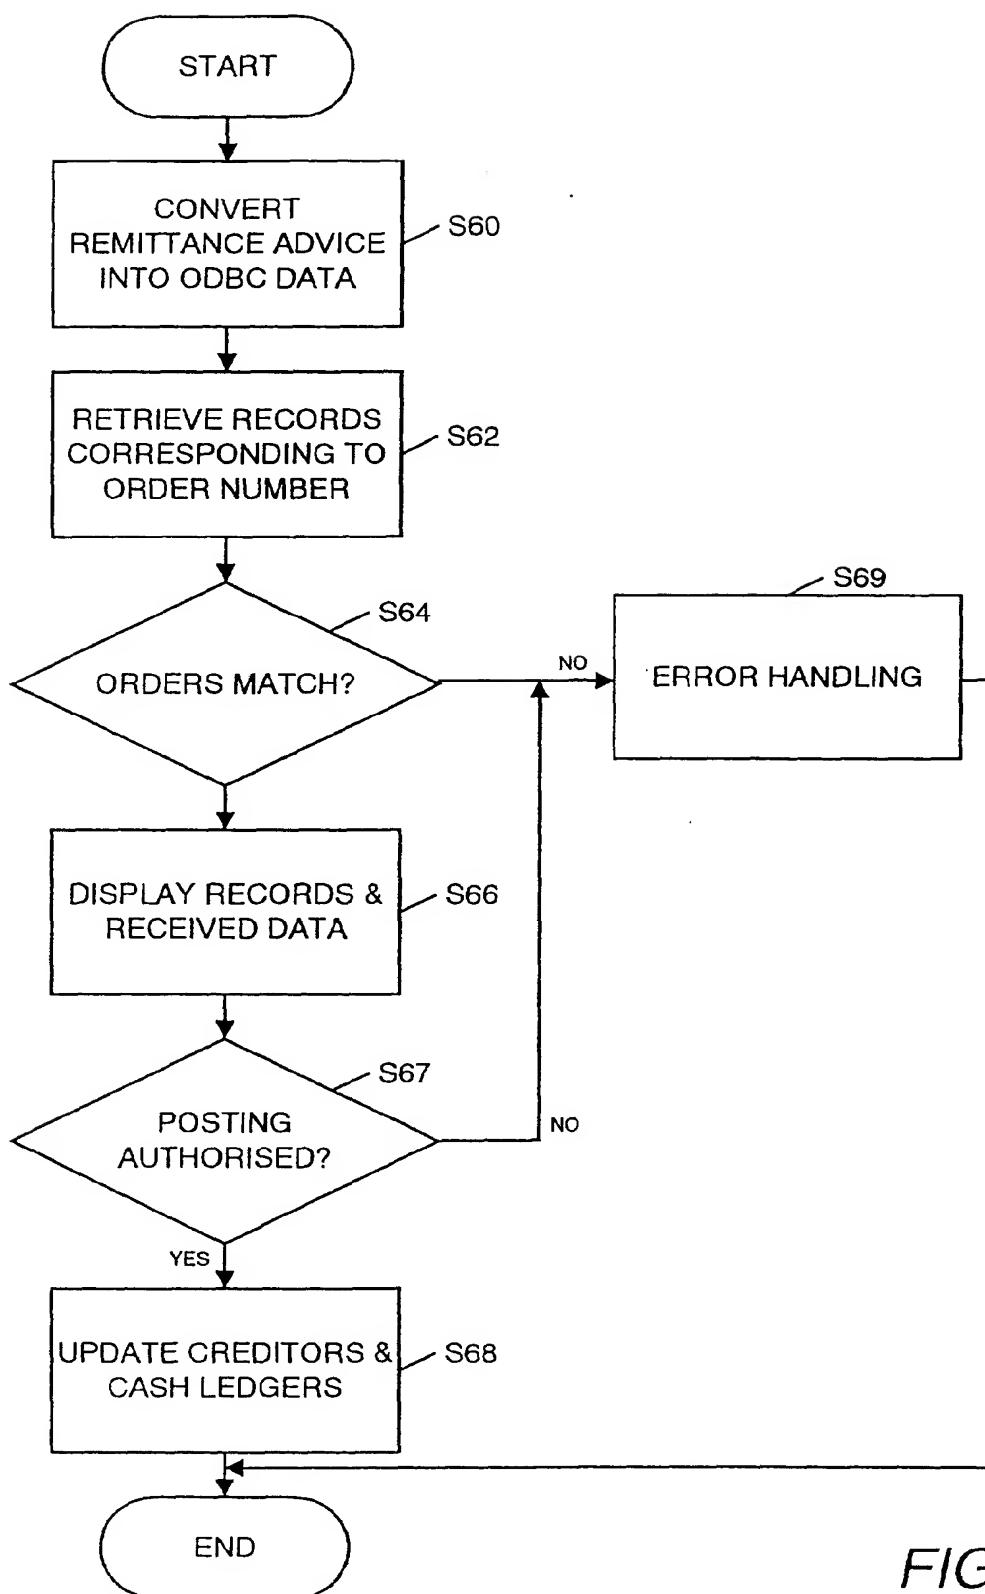 START
CONVERT
REMITTANCE ADVICE
INTO ODBC DATA
S60
RETRIEVE RECORDS
CORRESPONDING TO
ORDER NUMBER
S62
S64
ORDERS MATCH?
NO
S69
ERROR HANDLING
DISPLAY RECORDS &
RECEIVED DATA
S66
S67
POSTING
AUTHORISED?
NO
YES
UPDATE CREDITORS &
CASH LEDGERS
S68
END
FIG